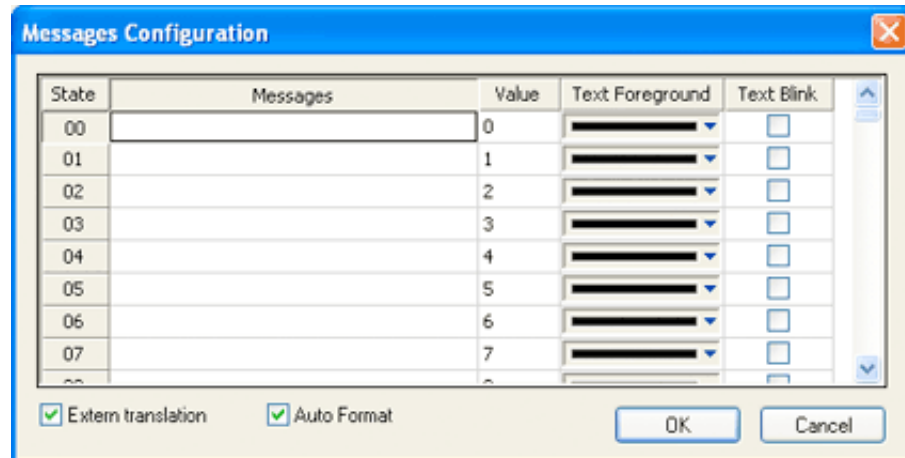 Messages Configuration
State Messages Value Text Foreground Text Blink
00 0
01 1
02 2
03 3
04 4
05 5
06 6
07 7
Extern translation Auto Format OK Cancel